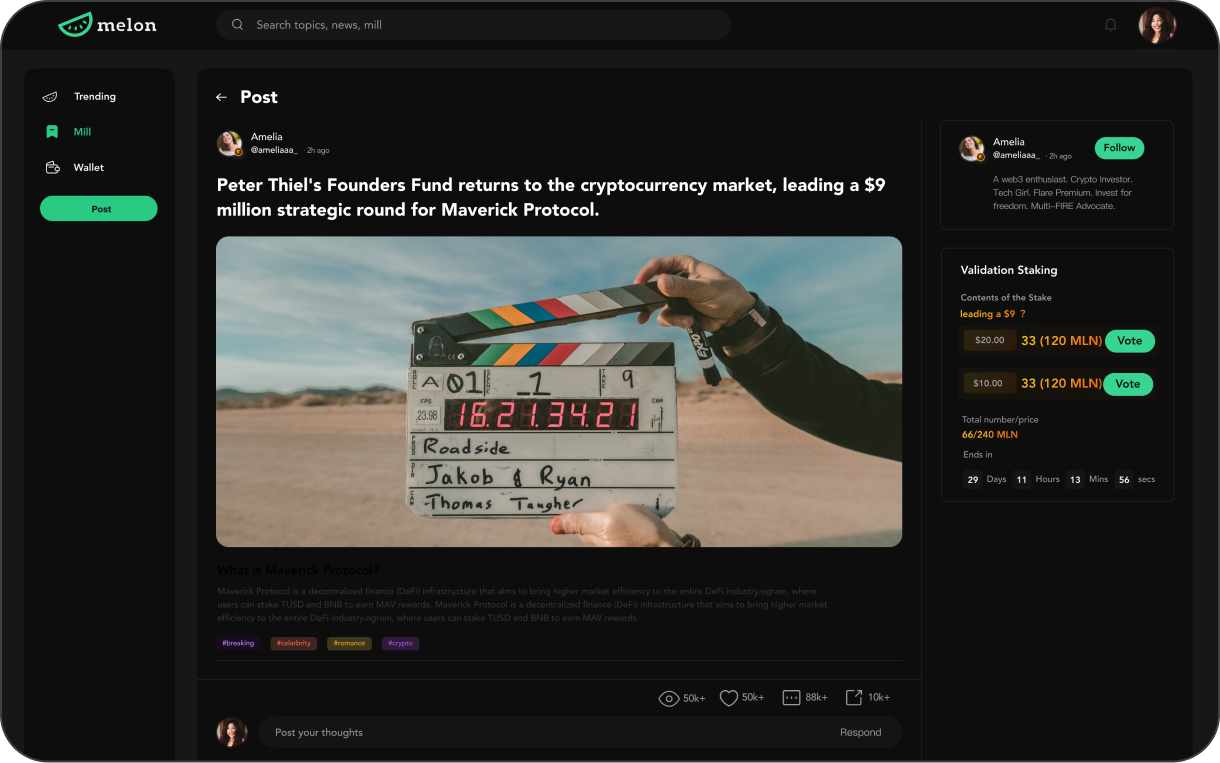 melon
Search topics, news, mill
Trending
Mill
Wallet
Post
Post
Amelia
@ameliaaa_ · 2h ago
Peter Thiel's Founders Fund returns to the cryptocurrency market, leading a $9
million strategic round for Maverick Protocol.
A 01 1 9
FPS
23.98
CAM
16.21.34.21
Roadside
Jakob & Ryan
Thomas Taugher
What is Maverick Protocol?
Maverick Protocol is a decentralized finance (DeFi) infrastructure that aims to bring higher market efficiency to the entire DeFi industry.ogram, where
users can stake TUSD and BNB to earn MAV rewards. Maverick Protocol is a decentralized finance (DeFi) infrastructure that aims to bring higher market
efficiency to the entire DeFi industry.ogram, where users can stake TUSD and BNB to earn MAV rewards.
#breaking #celarbrity #romance #crypto
50k+ 50k+ 88k+ 10k+
Post your thoughts Respond
Amelia
@ameliaaa_ · 2h ago
Follow
A web3 enthusiast. Crypto Investor.
Tech Girl. Flare Premium. Invest for
freedom. Multi-FIRE Advocate.
Validation Staking
Contents of the Stake
leading a $9 ?
$20.00 33 (120 MLN) Vote
$10.00 33 (120 MLN) Vote
Total number/price
66/240 MLN
Ends in
29 Days 11 Hours 13 Mins 56 secs